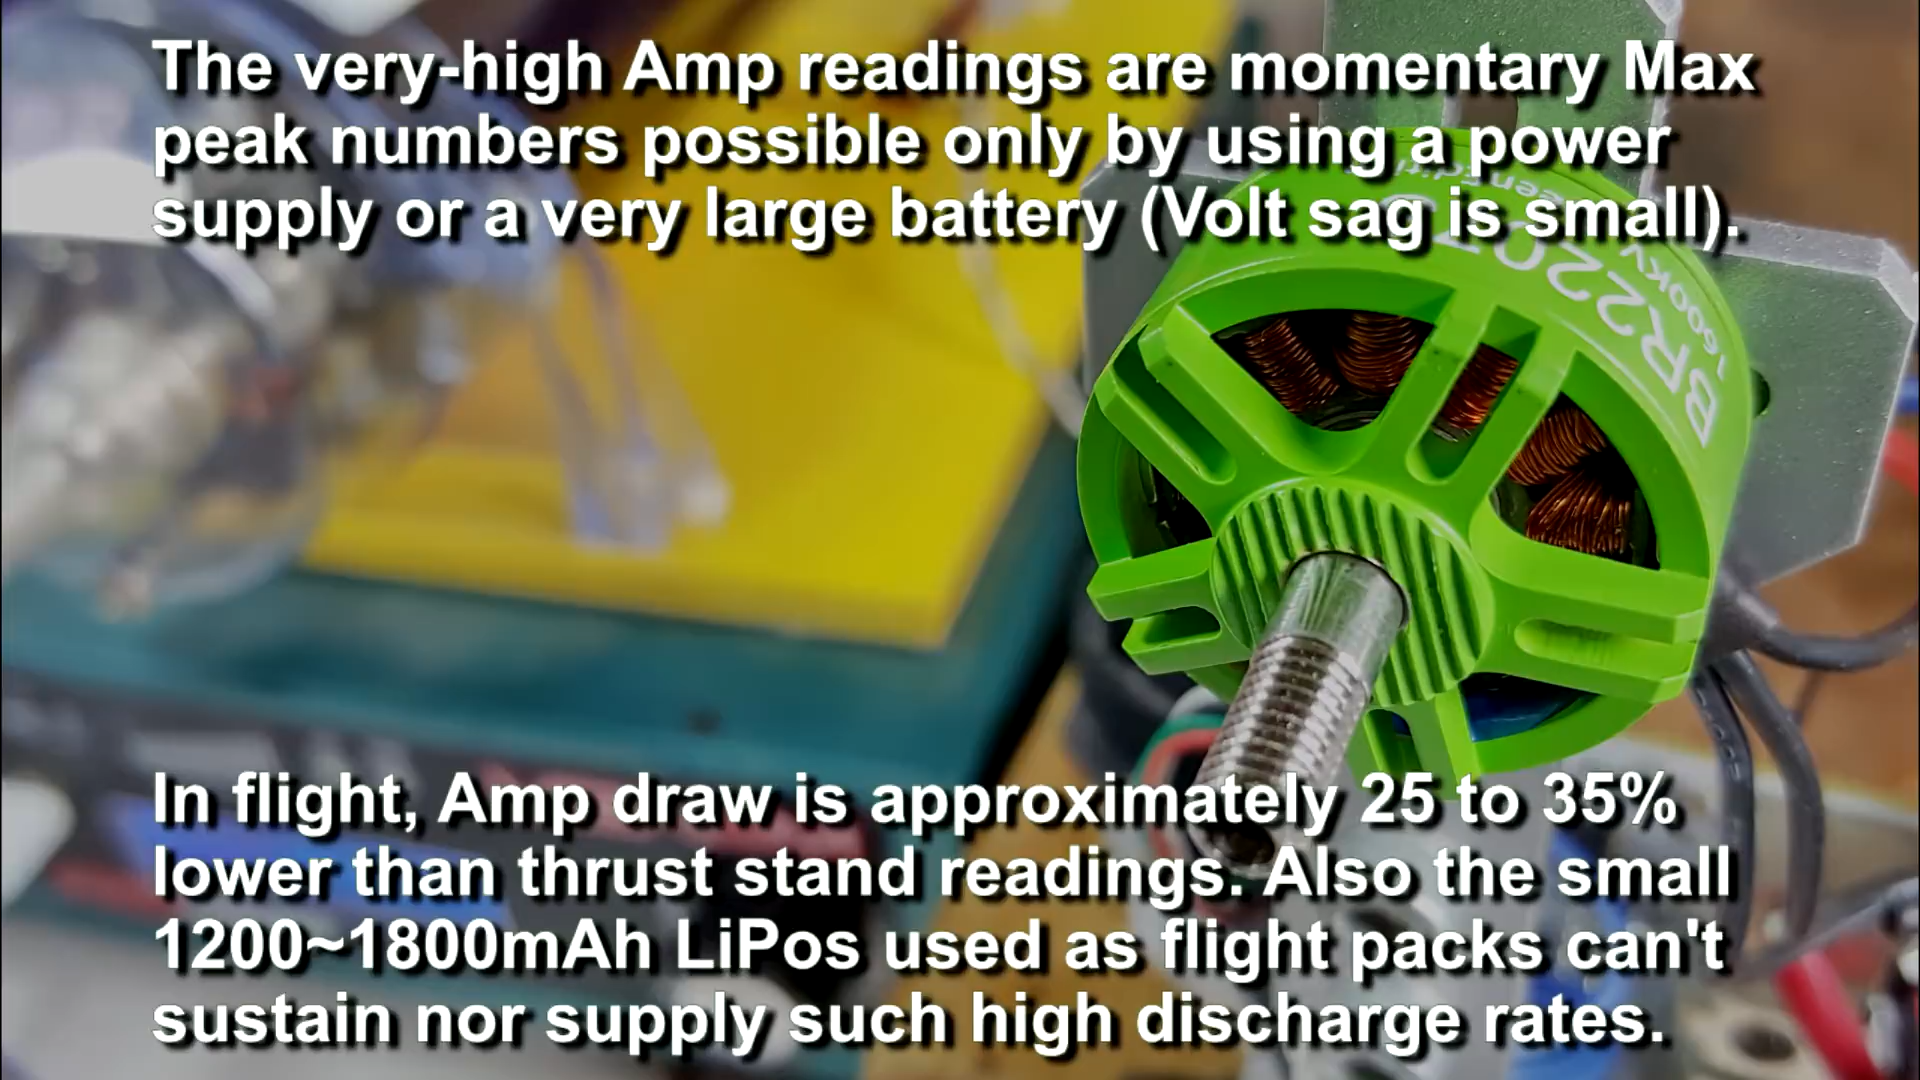 The very-high Amp readings are momentary Max
peak numbers possible only by using a power
supply or a very large battery (Volt sag is small).
1600KV
In flight, Amp draw is approximately 25 to 35%
lower than thrust stand readings. Also the small
1200~1800mAh LiPos used as flight packs can't
sustain nor supply such high discharge rates.